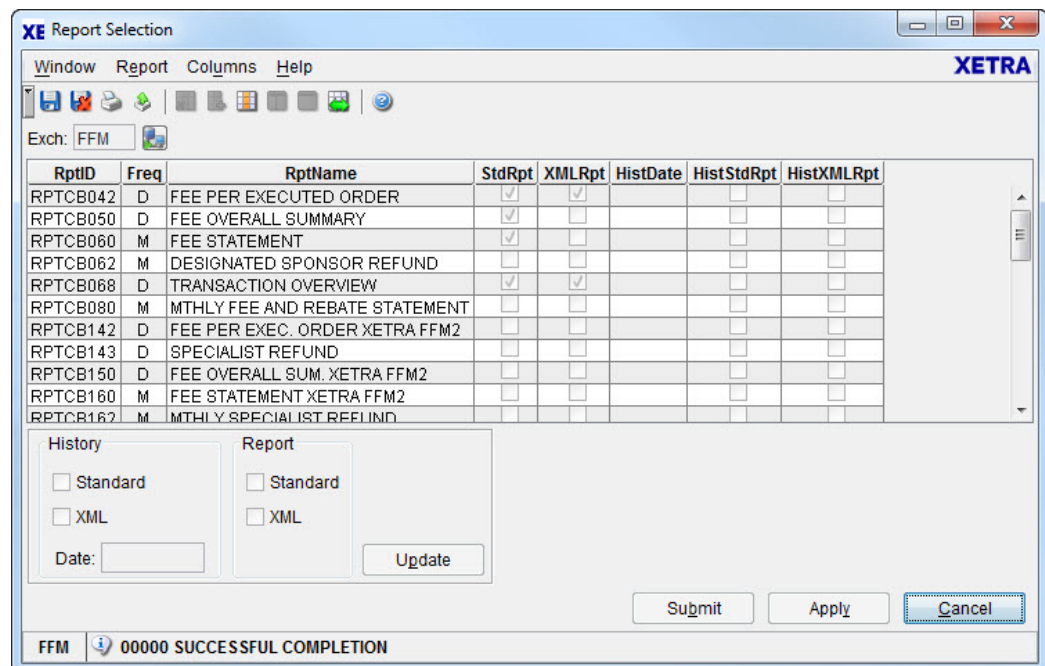 XE Report Selection
Window Report Columns Help XETRA
Exch: FFM
RptID Freq RptName StdRpt XMLRpt HistDate HistStdRpt HistXMLRpt
RPTCB042 D FEE PER EXECUTED ORDER
RPTCB050 D FEE OVERALL SUMMARY
RPTCB060 M FEE STATEMENT
RPTCB062 M DESIGNATED SPONSOR REFUND
RPTCB068 D TRANSACTION OVERVIEW
RPTCB080 M MTHLY FEE AND REBATE STATEMENT
RPTCB142 D FEE PER EXEC. ORDER XETRA FFM2
RPTCB143 D SPECIALIST REFUND
RPTCB150 D FEE OVERALL SUM. XETRA FFM2
RPTCB160 M FEE STATEMENT XETRA FFM2
RPTCB162 M MTHLY SPECIALIST REFUND
History Report
Standard Standard
XML XML
Date: Update
Submit Apply Cancel
FFM 00000 SUCCESSFUL COMPLETION